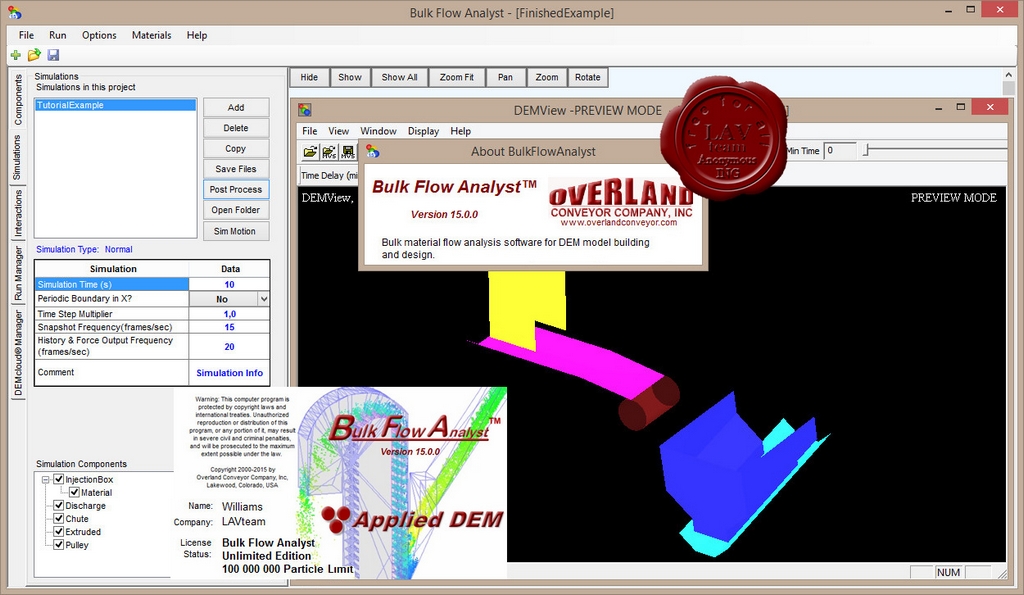 Bulk Flow Analyst - [FinishedExample]
File Run Options Materials Help
Components
Simulations
Interactions
Run Manager
DEMcloud® Manager
Simulations
Simulations in this project
TutorialExample
Add
Delete
Copy
Save Files
Post Process
Open Folder
Sim Motion
Simulation Type: Normal
Simulation Data
Simulation Time (s) 10
Periodic Boundary in X? No
Time Step Multiplier 1,0
Snapshot Frequency(frames/sec) 15
History & Force Output Frequency
(frames/sec) 20
Comment Simulation Info
Simulation Components
InjectionBox
Material
Discharge
Chute
Extruded
Pulley
Hide Show Show All Zoom Fit Pan Zoom Rotate
DEMView -PREVIEW MODE
File View Window Display Help
Min Time 0
Time Delay (mi
DEMView,
PREVIEW MODE
About BulkFlowAnalyst
Bulk Flow Analyst™
Version 15.0.0
OVERLAND
CONVEYOR COMPANY, INC
www.overlandconveyor.com
Bulk material flow analysis software for DEM model building
and design.
LAV
team
Anonymous
ING
Warning: This computer program is
protected by copyright laws and
international treaties. Unauthorized
reproduction or distribution of this
program, or any portion of it, may result
in severe civil and criminal penalties,
and will be prosecuted to the maximum
extent possible under the law.
Copyright 2000-2015 by
Overland Conveyor Company, Inc,
Lakewood, Colorado, USA
Bulk Flow Analyst™
Version 15.0.0
Applied DEM
Name: Williams
Company: LAVteam
License Bulk Flow Analyst
Status: Unlimited Edition
100 000 000 Particle Limit
NUM